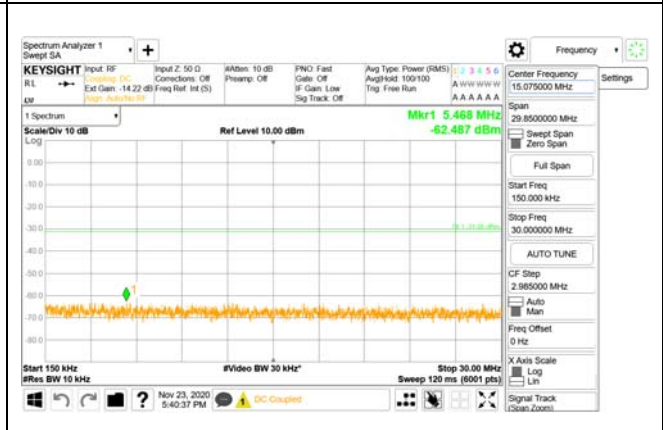 Spectrum Analyzer 1
Swept SA
+
Frequency
KEYSIGHT
RL
Input: RF
Coupling: DC
Ext Gain: -14.22 dB
Align: Auto/No RF
Input Z: 50 Ω
Corrections: Off
Freq Ref: Int (S)
#Atten: 10 dB
Preamp: Off
PNO: Fast
Gate: Off
IF Gain: Low
Sig Track: Off
Avg Type: Power (RMS)
Avg|Hold: 100/100
Trig: Free Run
1 2 3 4 5 6
A W W W W W
A A A A A A
1 Spectrum
Scale/Div 10 dB
Log
Ref Level 10.00 dBm
Mkr1 5.468 MHz
-62.487 dBm
0.00
-10.0
-20.0
-30.0
-40.0
-50.0
-60.0
-70.0
-80.0
1
Start 150 kHz
#Res BW 10 kHz
#Video BW 30 kHz*
Stop 30.00 MHz
Sweep 120 ms (6001 pts)
?
Nov 23, 2020
5:40:37 PM
DC Coupled
Settings
Center Frequency
15.075000 MHz
Span
29.8500000 MHz
Swept Span
Zero Span
Full Span
Start Freq
150.000 kHz
Stop Freq
30.000000 MHz
AUTO TUNE
CF Step
2.985000 MHz
Auto
Man
Freq Offset
0 Hz
X Axis Scale
Log
Lin
Signal Track
(Span Zoom)